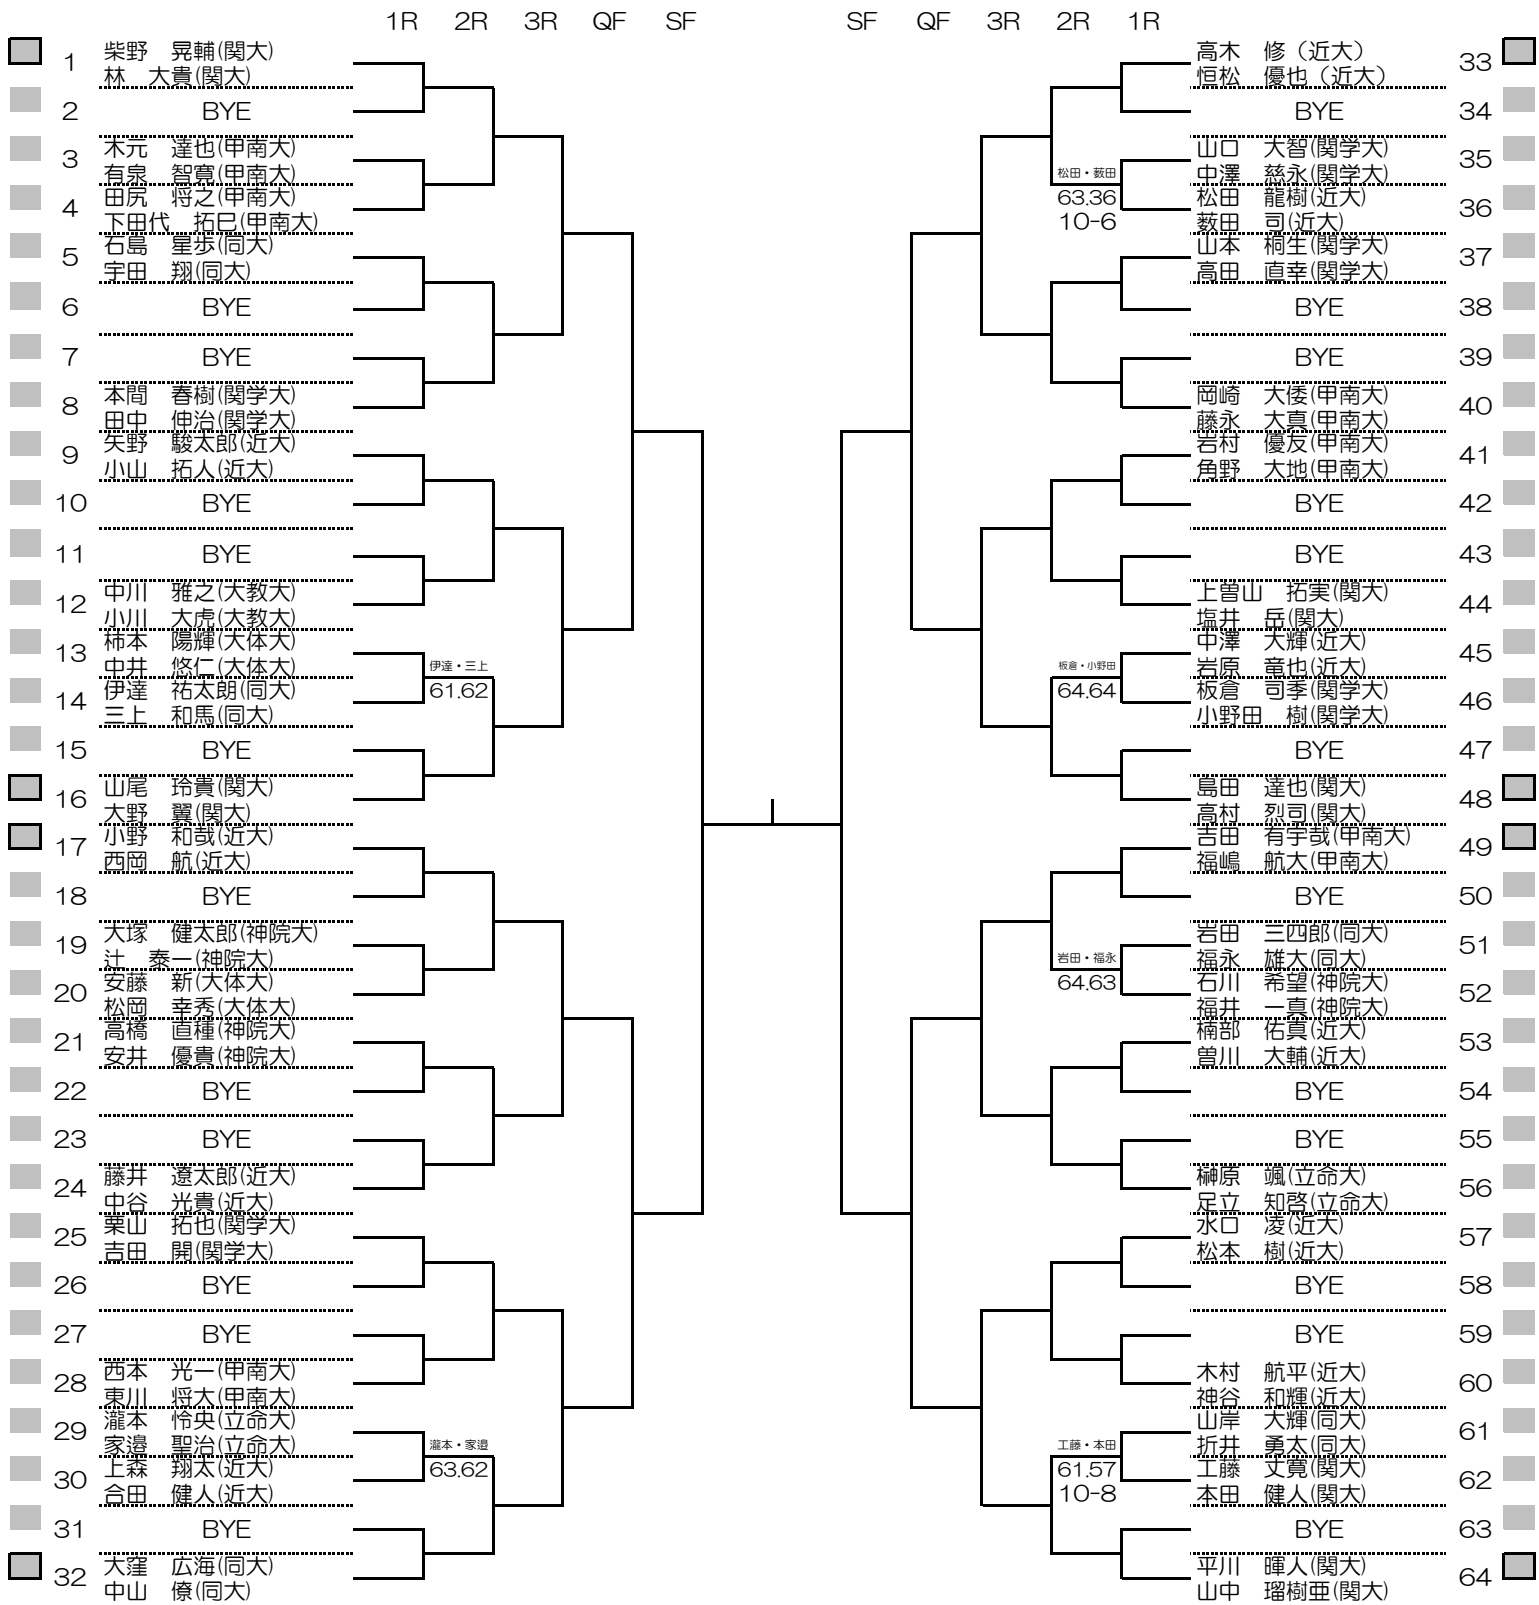 1R 2R 3R QF SF SF QF 3R 2R 1R
1 柴野 晃輔(関大)
林 大貴(関大)
2 BYE
3 木元 達也(甲南大)
有泉 智寛(甲南大)
4 田尻 将之(甲南大)
下田代 拓巳(甲南大)
5 石島 星歩(同大)
宇田 翔(同大)
6 BYE
7 BYE
8 本間 春樹(関学大)
田中 伸治(関学大)
9 矢野 駿太郎(近大)
小山 拓人(近大)
10 BYE
11 BYE
12 中川 雅之(大教大)
小川 大虎(大教大)
13 柿本 陽輝(大体大)
中井 悠仁(大体大)
伊達・三上
61.62
14 伊達 祐太朗(同大)
三上 和馬(同大)
15 BYE
16 山尾 玲貴(関大)
大野 翼(関大)
17 小野 和哉(近大)
西岡 航(近大)
18 BYE
19 大塚 健太郎(神院大)
辻 泰一(神院大)
20 安藤 新(大体大)
松岡 幸秀(大体大)
21 高橋 直種(神院大)
安井 優貴(神院大)
22 BYE
23 BYE
24 藤井 遼太郎(近大)
中谷 光貴(近大)
25 栗山 拓也(関学大)
吉田 開(関学大)
26 BYE
27 BYE
28 西本 光一(甲南大)
東川 将大(甲南大)
29 瀧本 怜央(立命大)
家邉 聖治(立命大)
瀧本・家邉
63.62
30 上森 翔太(近大)
合田 健人(近大)
31 BYE
32 大窪 広海(同大)
中山 僚(同大)
高木 修（近大） 33
恒松 優也（近大）
BYE 34
山口 大智(関学大) 35
中澤 慈永(関学大)
松田・薮田
63.36
10-6
松田 龍樹(近大) 36
薮田 司(近大)
山本 桐生(関学大) 37
高田 直幸(関学大)
BYE 38
BYE 39
岡崎 大倭(甲南大) 40
藤永 大真(甲南大)
岩村 優友(甲南大) 41
角野 大地(甲南大)
BYE 42
BYE 43
上曽山 拓実(関大) 44
塩井 岳(関大)
中澤 大輝(近大) 45
岩原 竜也(近大)
板倉・小野田
64.64
板倉 司季(関学大) 46
小野田 樹(関学大)
BYE 47
島田 達也(関大) 48
高村 烈司(関大)
吉田 有宇哉(甲南大) 49
福嶋 航大(甲南大)
BYE 50
岩田 三四郎(同大) 51
福永 雄大(同大)
岩田・福永
64.63
石川 希望(神院大) 52
福井 一真(神院大)
楠部 佑真(近大) 53
曽川 大輔(近大)
BYE 54
BYE 55
榊原 颯(立命大) 56
足立 知啓(立命大)
水口 凌(近大) 57
松本 樹(近大)
BYE 58
BYE 59
木村 航平(近大) 60
神谷 和輝(近大)
山岸 大輝(同大) 61
折井 勇太(同大)
工藤・本田
61.57
10-8
工藤 丈寛(関大) 62
本田 健人(関大)
BYE 63
平川 暉人(関大) 64
山中 瑠樹亜(関大)